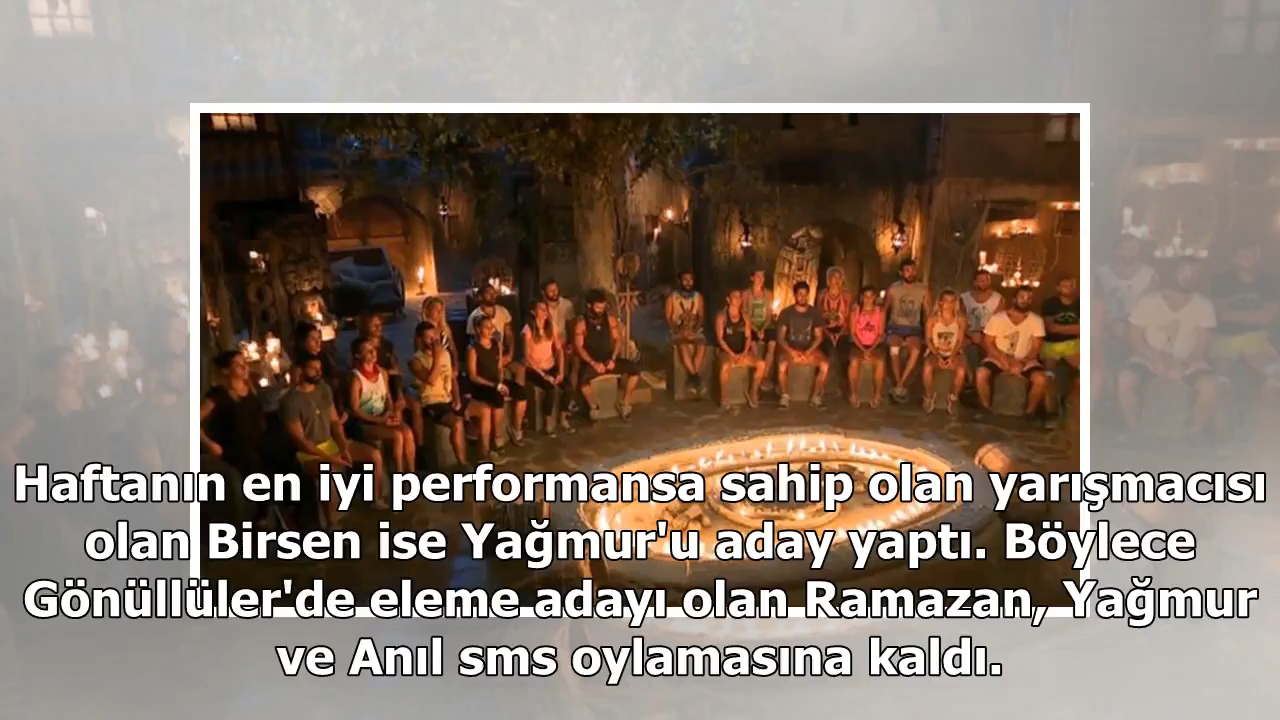 Haftanın en iyi performansa sahip olan yarışmacısı
olan Birsen ise Yağmur'u aday yaptı. Böylece
Gönüllüler'de eleme adayı olan Ramazan, Yağmur
ve Anıl sms oylamasına kaldı.